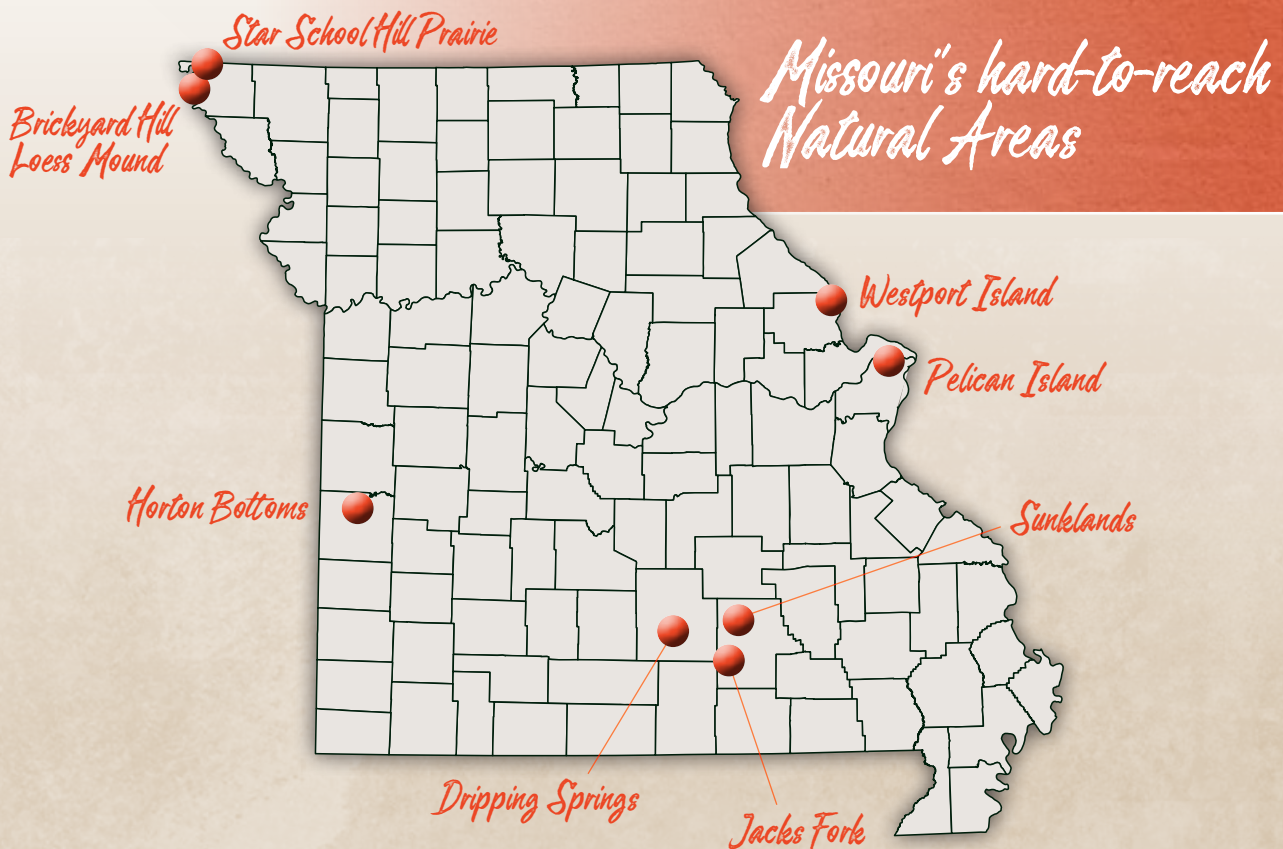 Star School Hill Prairie
Missouri"s hard-to-reach
Natural Areas
Brickyard Hill
Loess Mound
Westport Island
Pelican Island
Horton Bottoms
Sunklands
Dripping Springs
Jacks Fork